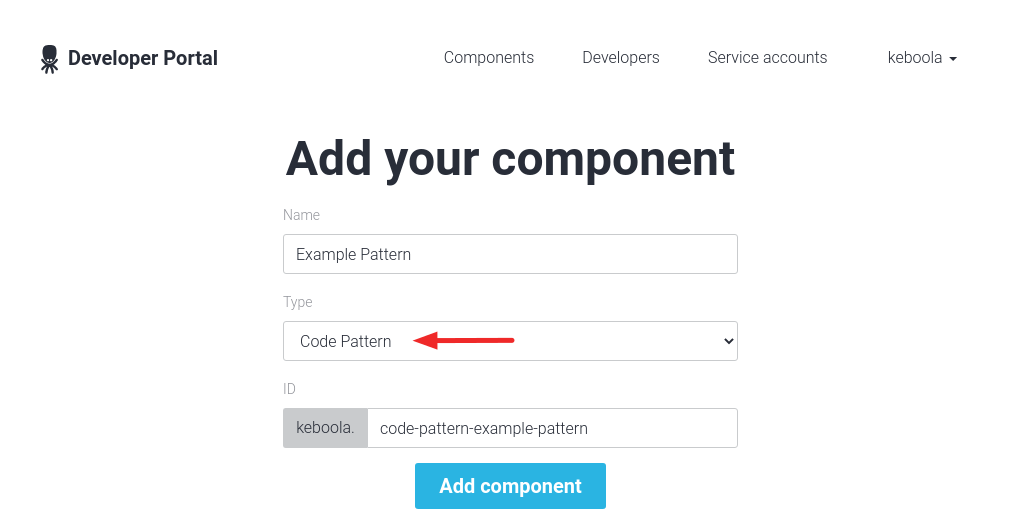 Developer Portal
Components Developers Service accounts keboola
Add your component
Name
Example Pattern
Type
Code Pattern
ID
keboola. code-pattern-example-pattern
Add component